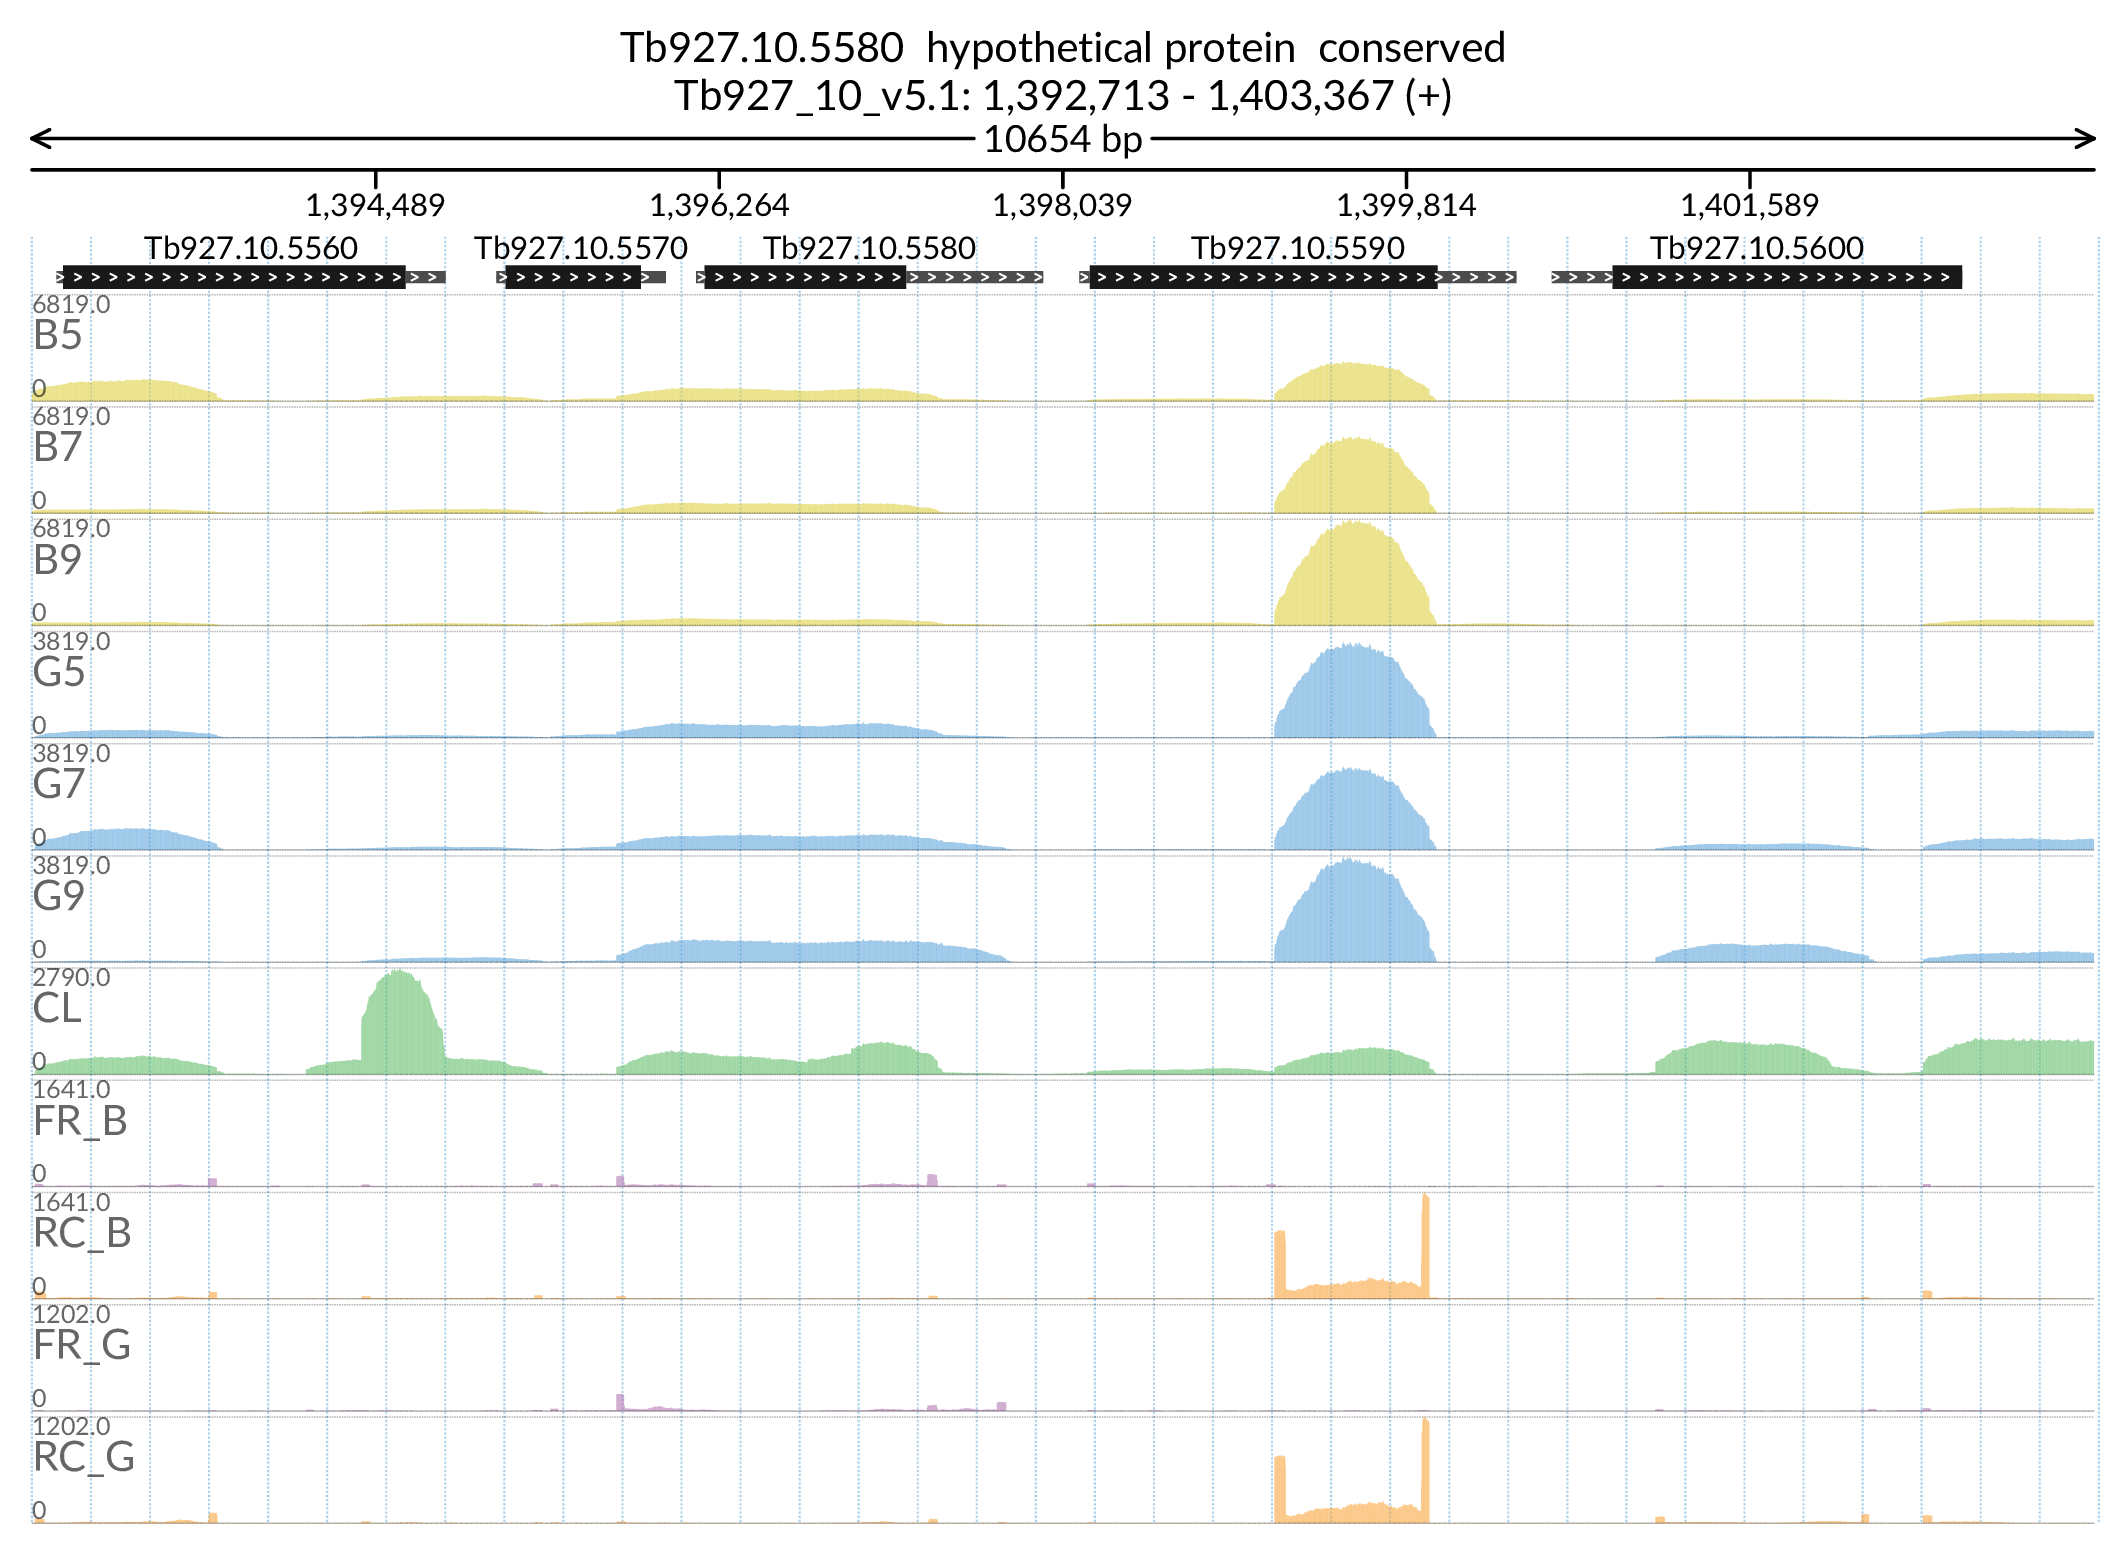 Tb927.10.5580 hypothetical protein conserved
Tb927_10_v5.1: 1,392,713 - 1,403,367 (+)
10654 bp
1,394,489 1,396,264 1,398,039 1,399,814 1,401,589
Tb927.10.5560 Tb927.10.5570 Tb927.10.5580 Tb927.10.5590 Tb927.10.5600
6819.0
B5
0
6819.0
B7
0
6819.0
B9
0
3819.0
G5
0
3819.0
G7
0
3819.0
G9
0
2790.0
CL
0
1641.0
FR_B
0
1641.0
RC_B
0
1202.0
FR_G
0
1202.0
RC_G
0